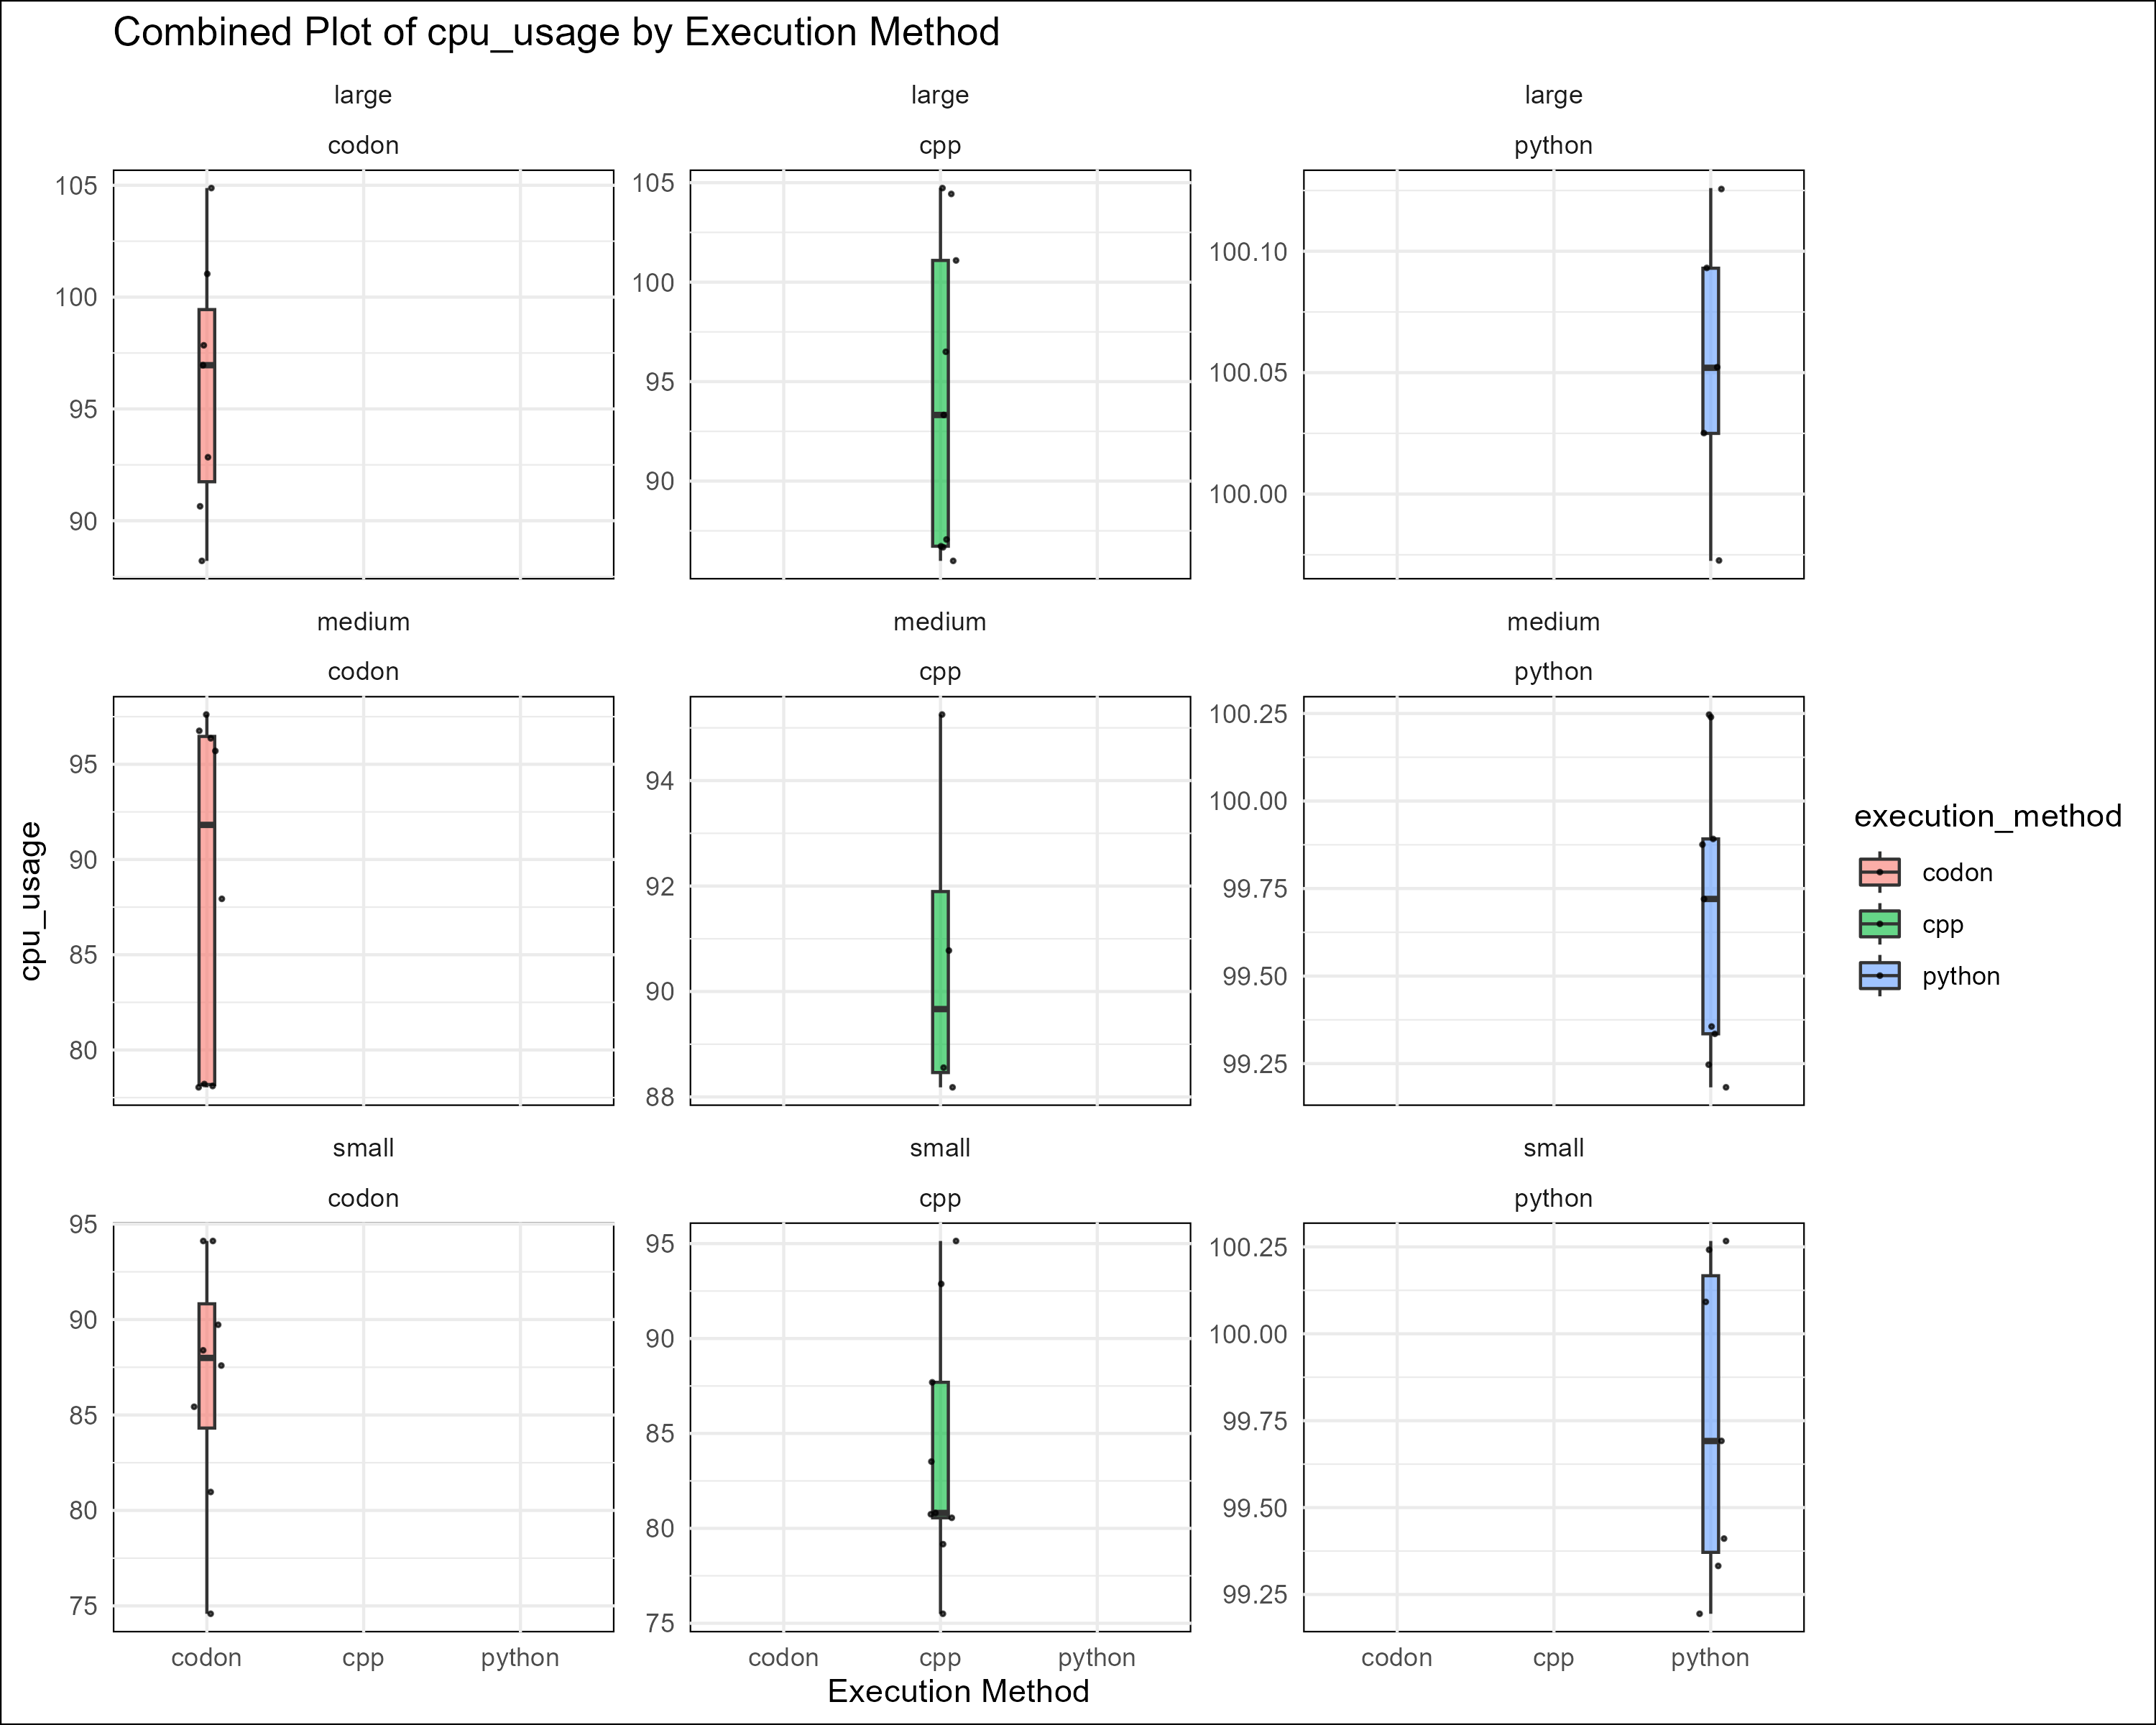 Combined Plot of cpu_usage by Execution Method
large
large
large
codon
cpp
python
105
100
95
90
105
100
95
90
100.10
100.05
100.00
medium
medium
medium
codon
cpp
python
95
90
85
80
94
92
90
88
100.25
100.00
99.75
99.50
99.25
small
small
small
codon
cpp
python
95
90
85
80
75
95
90
85
80
75
100.25
100.00
99.75
99.50
99.25
codon cpp python
codon cpp python
codon cpp python
Execution Method
cpu_usage
execution_method
codon
cpp
python